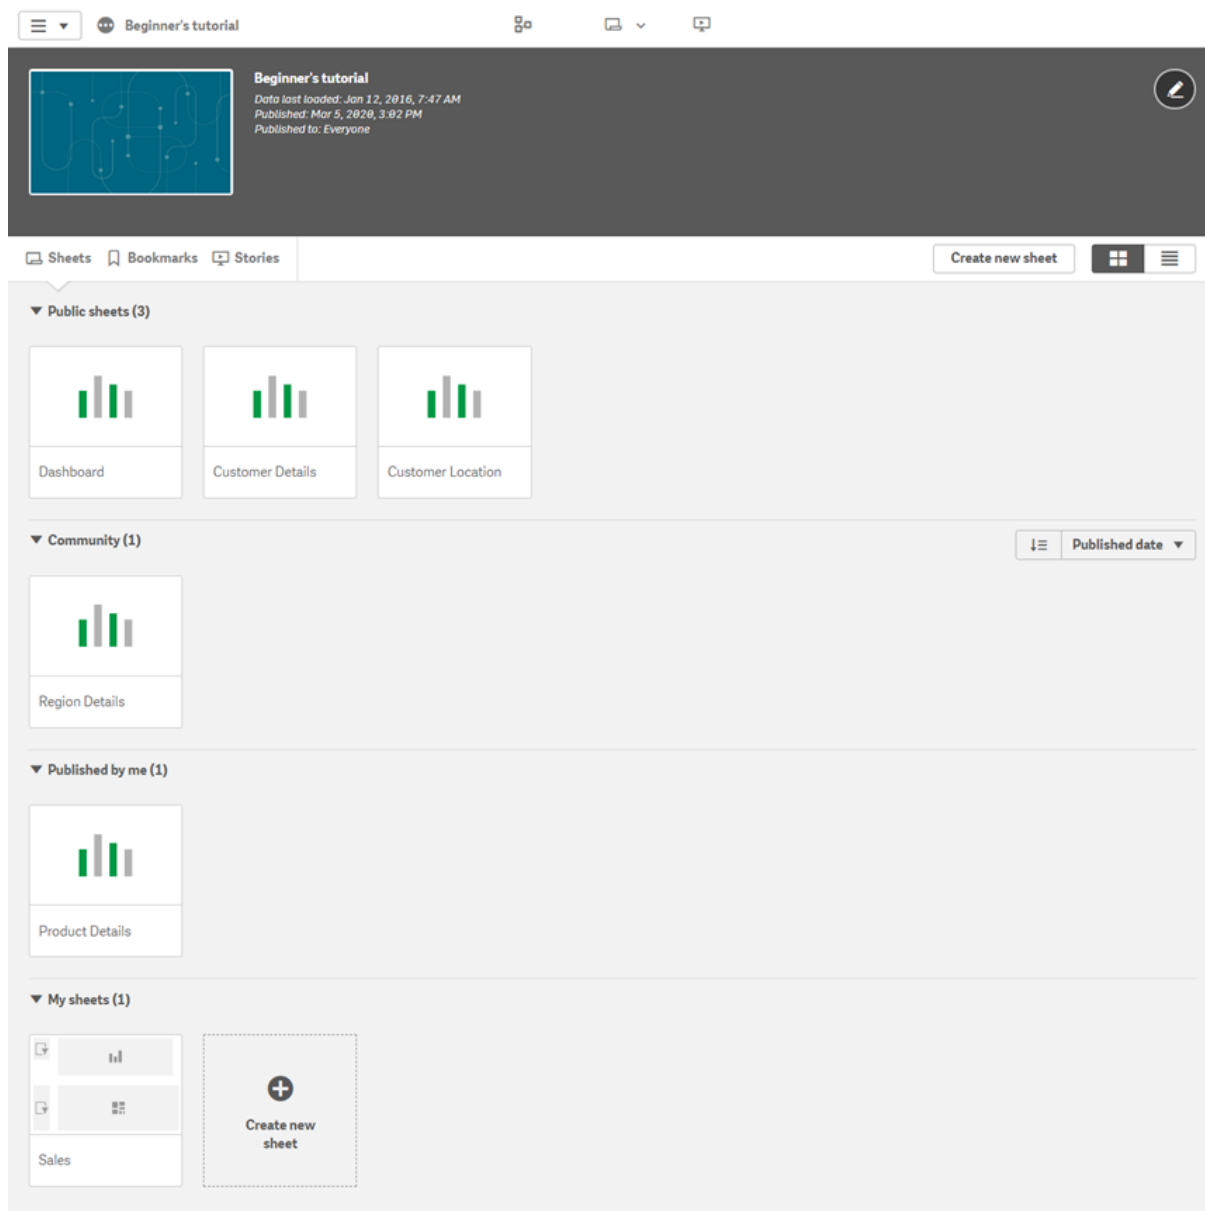 Beginner's tutorial
Beginner's tutorial
Data last loaded: Jan 12, 2016, 7:47 AM
Published: Mar 5, 2020, 3:02 PM
Published to: Everyone
Sheets Bookmarks Stories Create new sheet
Public sheets (3)
Dashboard Customer Details Customer Location
Community (1) Published date
Region Details
Published by me (1)
Product Details
My sheets (1)
Create new
sheet
Sales